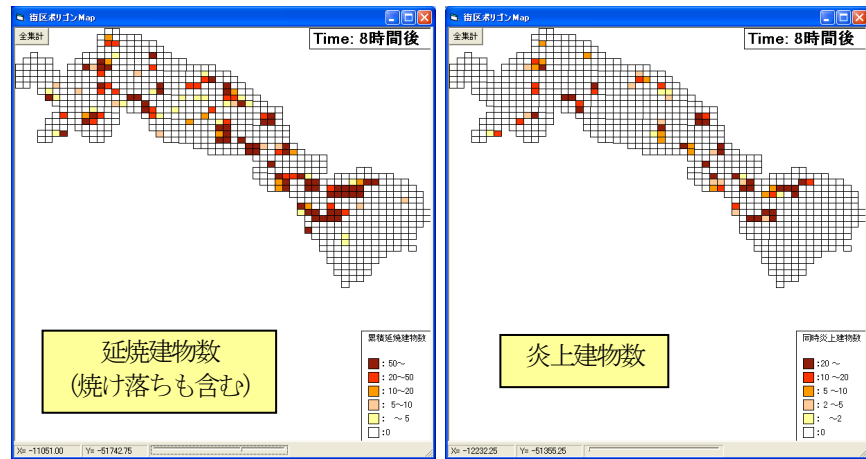 街区ポリゴンMap
全集計
Time: 8時間後
延焼建物数
(焼け落ちも含む)
累積延焼建物数
: 50～
: 20～50
: 10～20
: 5～10
: ～ 5
:0
X= -11051.00 Y= -51742.75
街区ポリゴンMap
全集計
Time: 8時間後
炎上建物数
同時炎上建物数
:20 ～
:10 ～20
: 5 ～10
: 2 ～5
: ～2
:0
X= -12232.25 Y= -51355.25